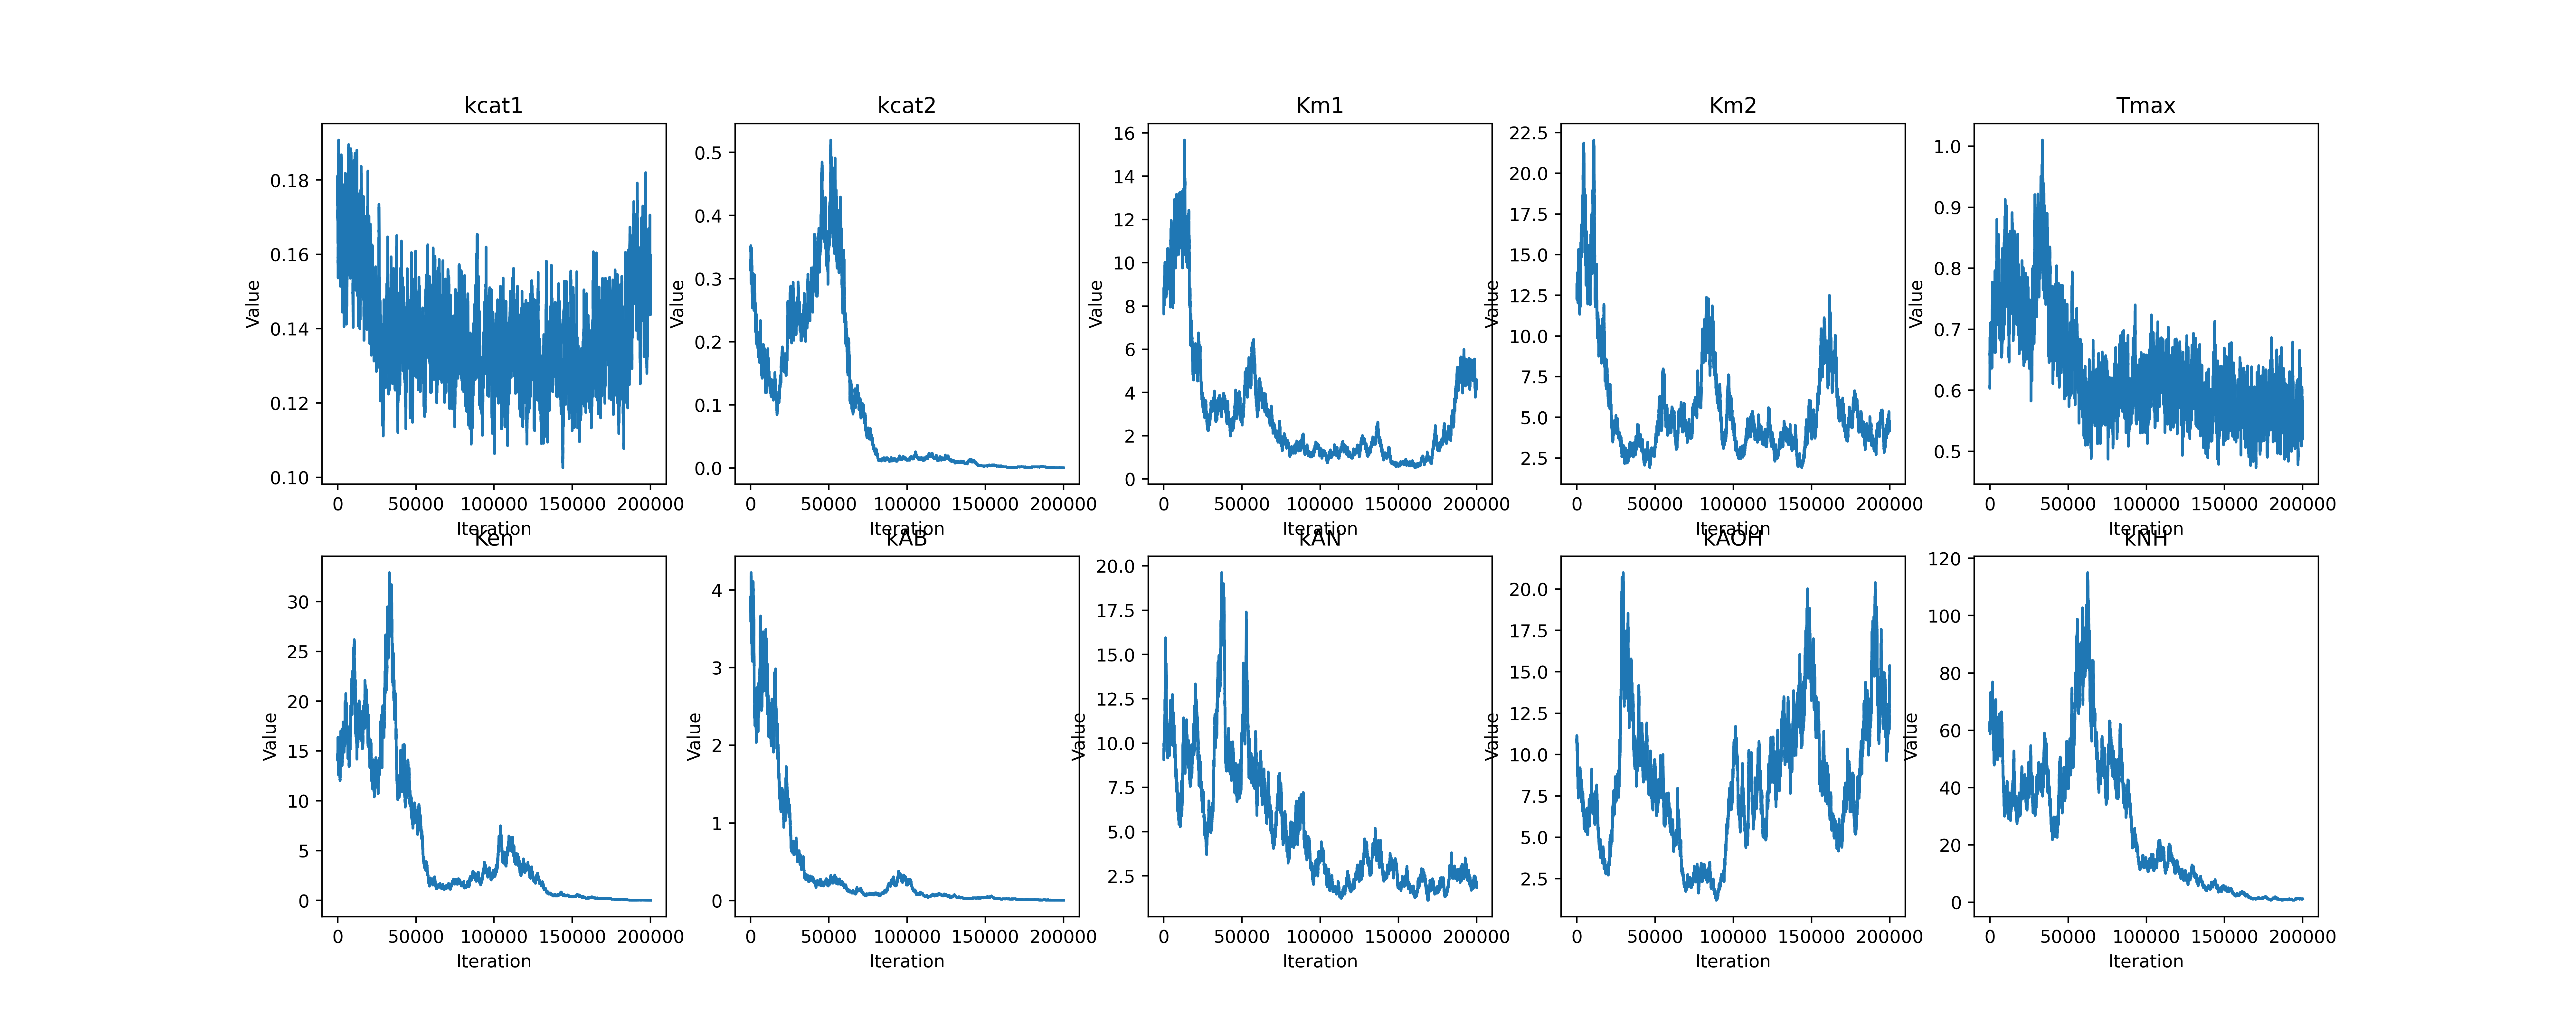 kcat1
kcat2
Km1
Km2
Tmax
Value
0.18
0.16
0.14
0.12
0.10
0 50000 100000 150000 200000
Iteration
Value
0.5
0.4
0.3
0.2
0.1
0.0
0 50000 100000 150000 200000
Iteration
Value
16
14
12
10
8
6
4
2
0
0 50000 100000 150000 200000
Iteration
Value
22.5
20.0
17.5
15.0
12.5
10.0
7.5
5.0
2.5
0 50000 100000 150000 200000
Iteration
Value
1.0
0.9
0.8
0.7
0.6
0.5
0 50000 100000 150000 200000
Iteration
Ken
kAB
kAN
kAOH
kNH
Value
30
25
20
15
10
5
0
0 50000 100000 150000 200000
Iteration
Value
4
3
2
1
0
0 50000 100000 150000 200000
Iteration
Value
20.0
17.5
15.0
12.5
10.0
7.5
5.0
2.5
0 50000 100000 150000 200000
Iteration
Value
20.0
17.5
15.0
12.5
10.0
7.5
5.0
2.5
0 50000 100000 150000 200000
Iteration
Value
120
100
80
60
40
20
0
0 50000 100000 150000 200000
Iteration